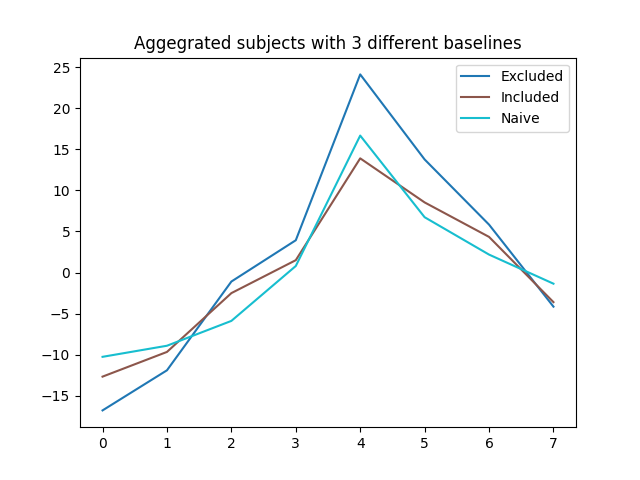 Aggegrated subjects with 3 different baselines
25
20
15
10
5
0
−5
−10
−15
Excluded
Included
Naive
0 1 2 3 4 5 6 7